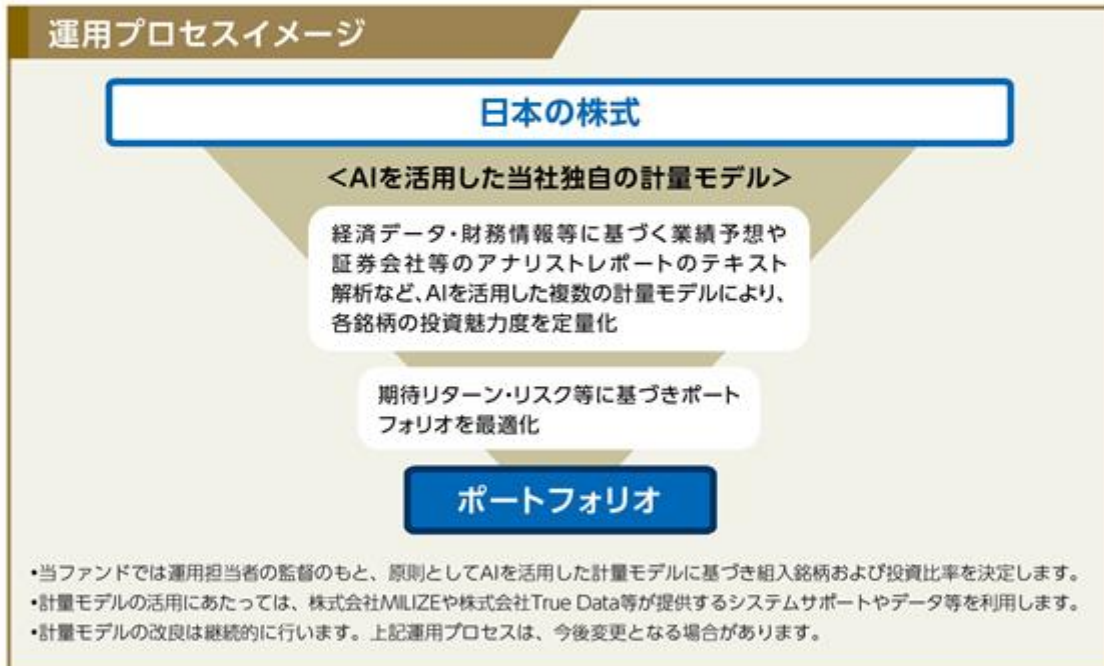 運用プロセスイメージ
日本の株式
<AIを活用した当社独自の計量モデル>
経済データ・財務情報等に基づく業績予想や
証券会社等のアナリストレポートのテキスト
解析など、AIを活用した複数の計量モデルにより、
各銘柄の投資魅力度を定量化
期待リターン・リスク等に基づきポート
フォリオを最適化
ポートフォリオ
•当ファンドでは運用担当者の監督のもと、原則としてAIを活用した計量モデルに基づき組入銘柄および投資比率を決定します。
•計量モデルの活用にあたっては、株式会社MILIZEや株式会社True Data等が提供するシステムサポートやデータ等を利用します。
•計量モデルの改良は継続的に行います。上記運用プロセスは、今後変更となる場合があります。